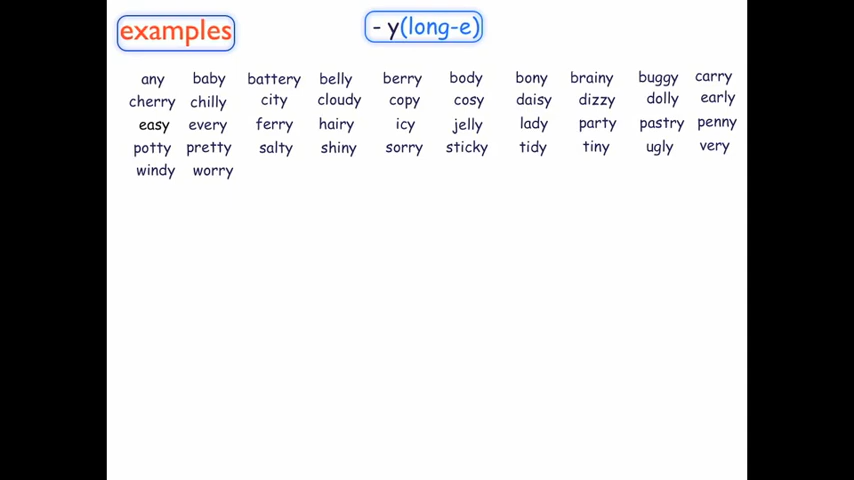 examples
- y(long-e)
any baby battery belly berry body bony brainy buggy carry
cherry chilly city cloudy copy cosy daisy dizzy dolly early
easy every ferry hairy icy jelly lady party pastry penny
potty pretty salty shiny sorry sticky tidy tiny ugly very
windy worry